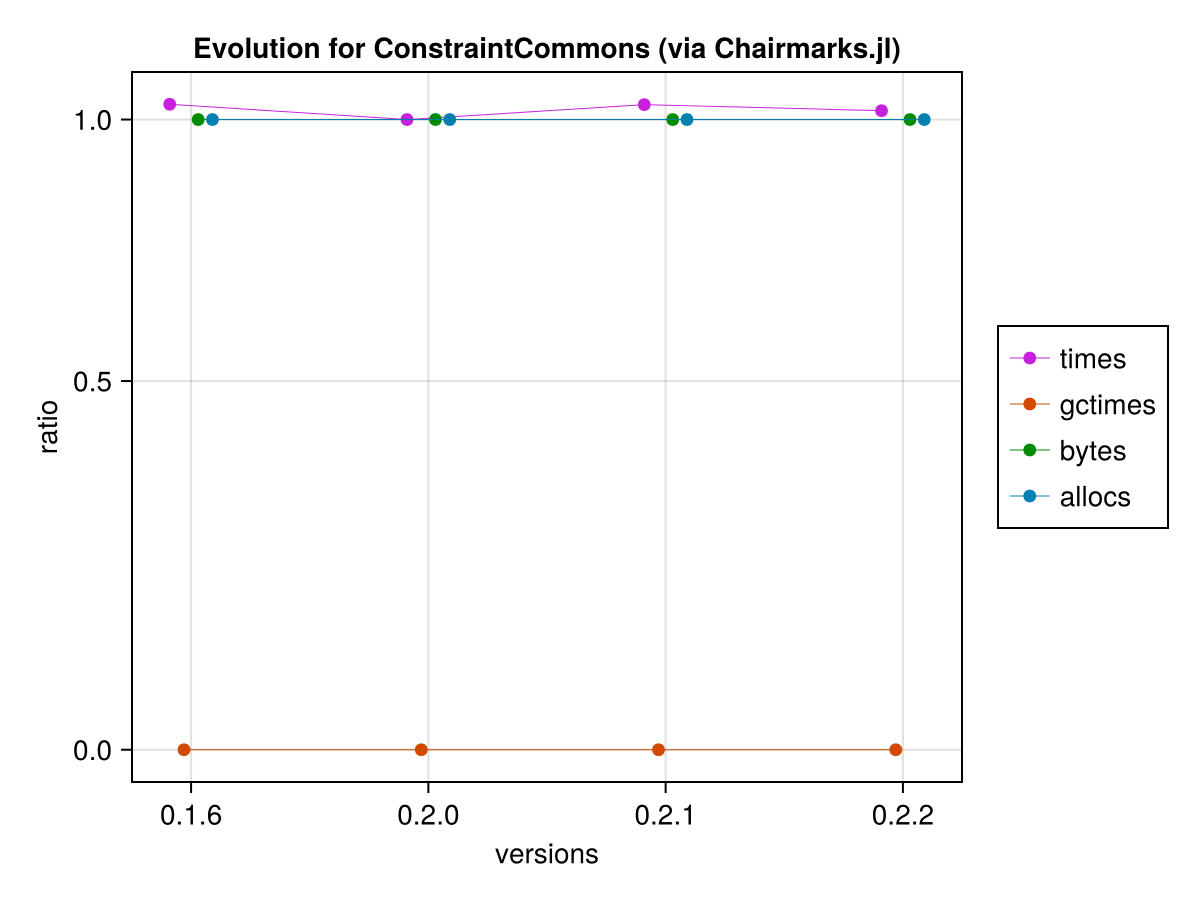 Evolution for ConstraintCommons (via Chairmarks.jl)
1.0
0.5
0.0
ratio
0.1.6
0.2.0
0.2.1
0.2.2
versions
times
gctimes
bytes
allocs